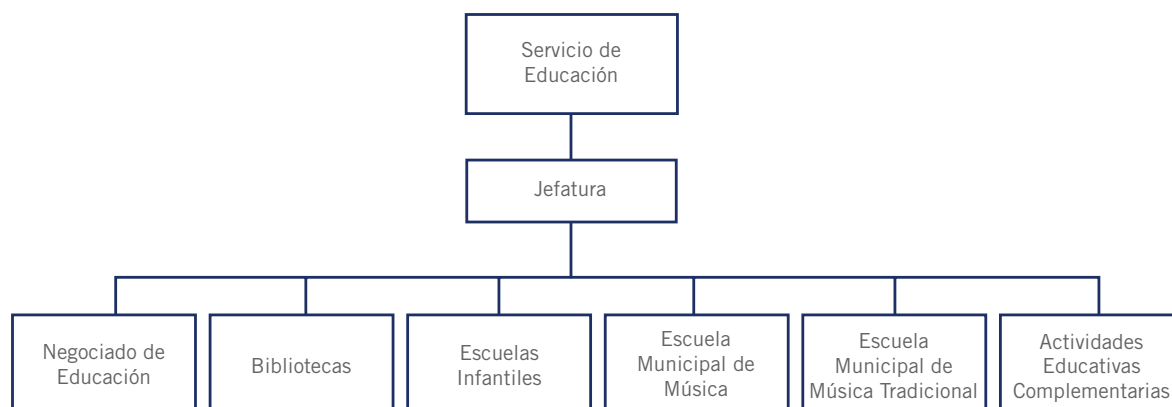 Servicio de
Educación
Jefatura
Negociado de
Educación
Bibliotecas
Escuelas
Infantiles
Escuela
Municipal de
Música
Escuela
Municipal de
Música Tradicional
Actividades
Educativas
Complementarias